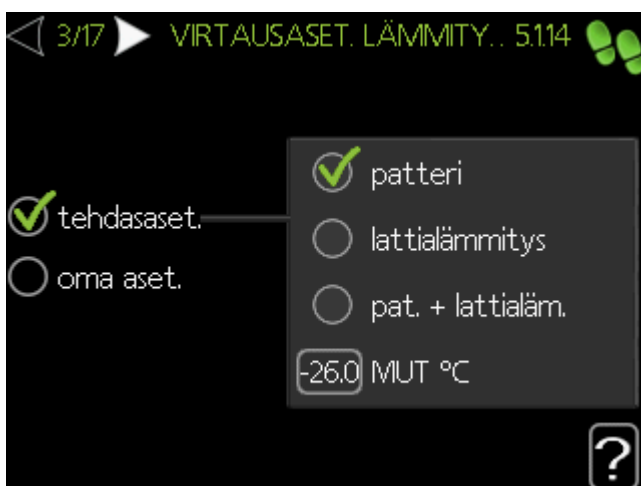 3/17 VIRTAUSASET. LÄMMITY.. 5.1.14
tehdasaset.
oma aset.
patteri
lattialämmitys
pat. + lattialäm.
-26.0 MUT °C
?